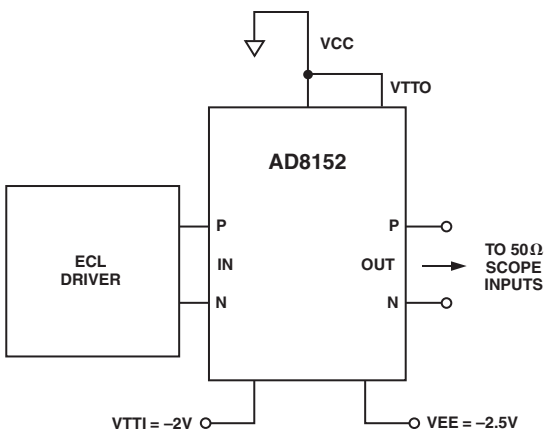 VCC
VTTO
AD8152
ECL
DRIVER
P
IN
N
P
OUT
N
TO 50Ω
SCOPE
INPUTS
VTTI = –2V
VEE = –2.5V